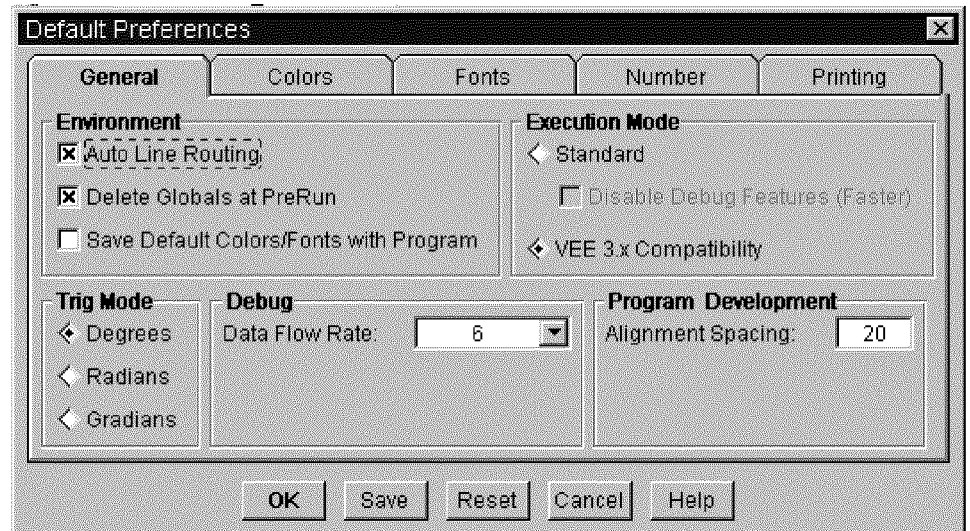 Default Preferences
General Colors Fonts Number Printing
Environment
Auto Line Routing
Delete Globals at PreRun
Save Default Colors/Fonts with Program
Execution Mode
Standard
Disable Debug Features (Faster)
VEE 3.x Compatibility
Trig Mode
Degrees
Radians
Gradians
Debug
Data Flow Rate: 6
Program Development
Alignment Spacing: 20
OK Save Reset Cancel Help